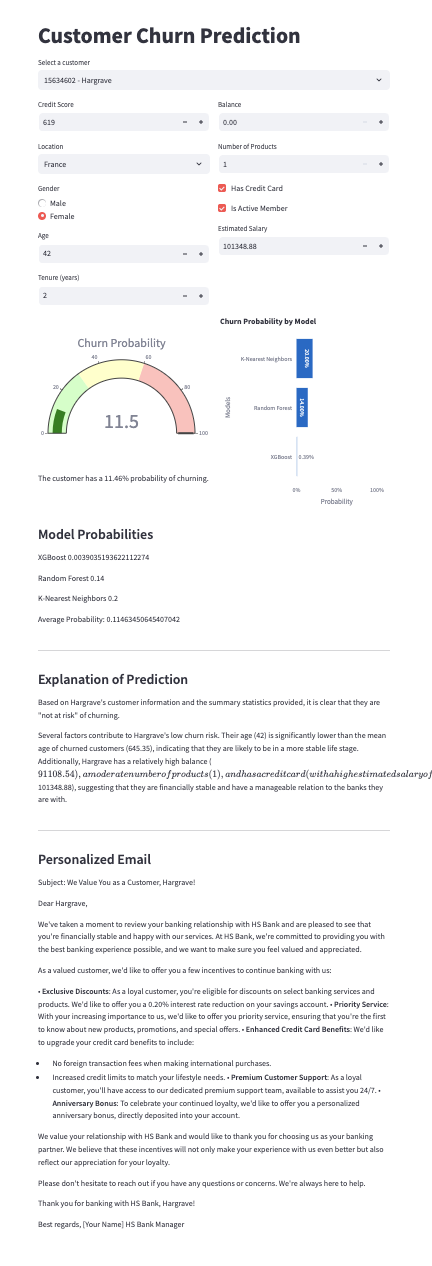 Customer Churn Prediction
Select a customer
15634602 - Hargrave
Credit Score
619
Balance
0.00
Location
France
Number of Products
1
Gender
Male
Female
Has Credit Card
Is Active Member
Age
42
Estimated Salary
101348.88
Tenure (years)
2
Churn Probability
0
20
40
60
80
100
11.5
The customer has a 11.46% probability of churning.
Churn Probability by Model
Models
K-Nearest Neighbors
20.00%
Random Forest
14.00%
XGBoost
0.39%
0%
50%
100%
Probability
Model Probabilities
XGBoost 0.0039035193622112274
Random Forest 0.14
K-Nearest Neighbors 0.2
Average Probability: 0.11463450645407042
Explanation of Prediction
Based on Hargrave's customer information and the summary statistics provided, it is clear that they are
"not at risk" of churning.
Several factors contribute to Hargrave's low churn risk. Their age (42) is significantly lower than the mean
age of churned customers (645.35), indicating that they are likely to be in a more stable life stage.
Additionally, Hargrave has a relatively high balance (
91108.54), amoderatenumberofproducts(1), andhasacreditcard(withahighestimatedsalaryof
101348.88), suggesting that they are financially stable and have a manageable relation to the banks they
are with.
Personalized Email
Subject: We Value You as a Customer, Hargrave!
Dear Hargrave,
We've taken a moment to review your banking relationship with HS Bank and are pleased to see that
you're financially stable and happy with our services. At HS Bank, we're committed to providing you with
the best banking experience possible, and we want to make sure you feel valued and appreciated.
As a valued customer, we'd like to offer you a few incentives to continue banking with us:
• Exclusive Discounts: As a loyal customer, you're eligible for discounts on select banking services and
products. We'd like to offer you a 0.20% interest rate reduction on your savings account. • Priority Service:
With your increasing importance to us, we'd like to offer you priority service, ensuring that you're the first
to know about new products, promotions, and special offers. • Enhanced Credit Card Benefits: We'd like
to upgrade your credit card benefits to include:
• No foreign transaction fees when making international purchases.
• Increased credit limits to match your lifestyle needs. • Premium Customer Support: As a loyal
customer, you'll have access to our dedicated premium support team, available to assist you 24/7. •
Anniversary Bonus: To celebrate your continued loyalty, we'd like to offer you a personalized
anniversary bonus, directly deposited into your account.
We value your relationship with HS Bank and would like to thank you for choosing us as your banking
partner. We believe that these incentives will not only make your experience with us even better but also
reflect our appreciation for your loyalty.
Please don't hesitate to reach out if you have any questions or concerns. We're always here to help.
Thank you for banking with HS Bank, Hargrave!
Best regards, [Your Name] HS Bank Manager